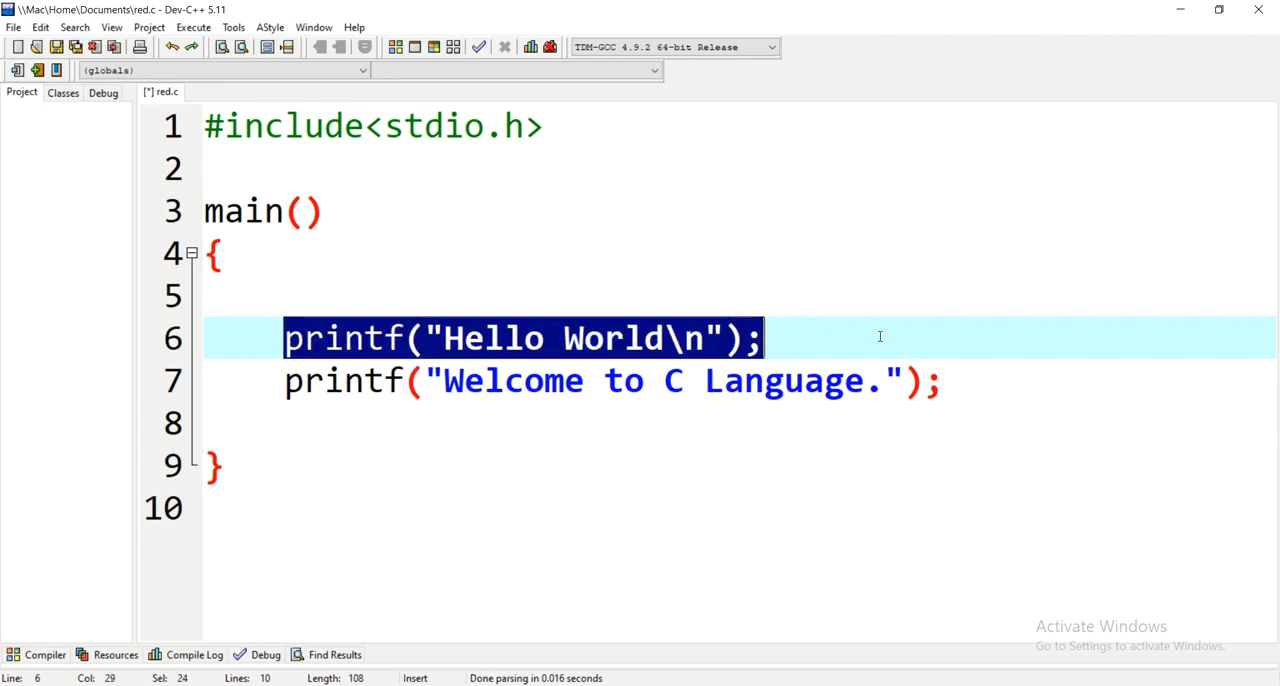 \\Mac\Home\Documents\red.c - Dev-C++ 5.11
File Edit Search View Project Execute Tools AStyle Window Help
TDM-GCC 4.9.2 64-bit Release
(globals)
Project Classes Debug [*] red.c
1 #include<stdio.h>
2
3 main()
4 {
5
6 printf("Hello World\n");
7 printf("Welcome to C Language.");
8
9 }
10
Activate Windows
Go to Settings to activate Windows.
Compiler Resources Compile Log Debug Find Results
Line: 6 Col: 29 Sel: 24 Lines: 10 Length: 108 Insert Done parsing in 0.016 seconds